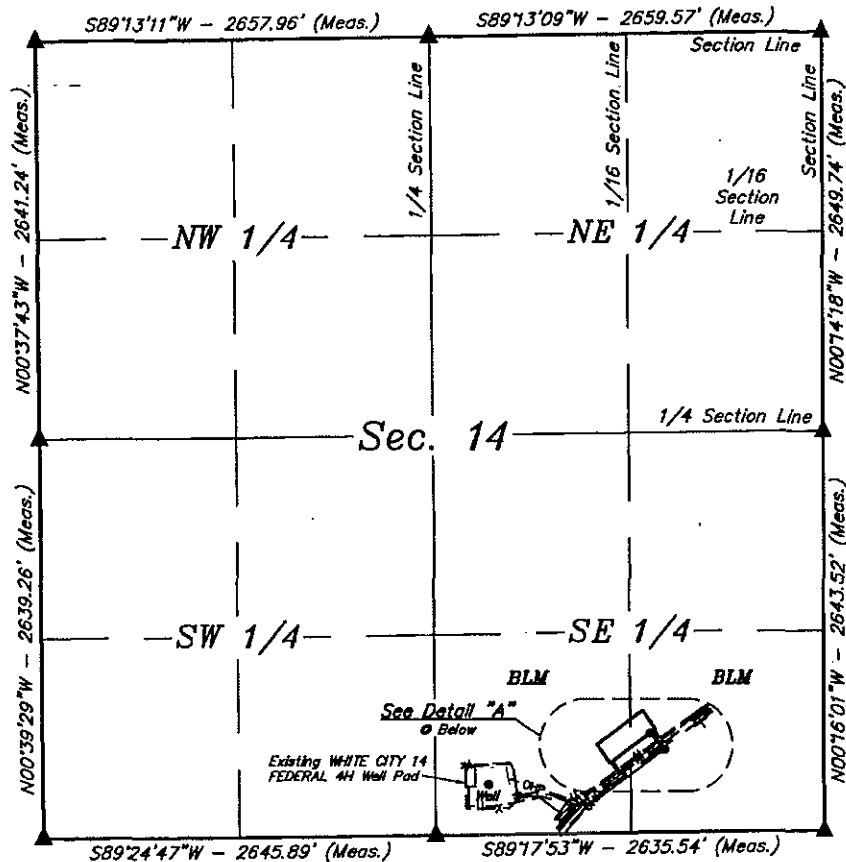 S89°13'11"W - 2657.96' (Meas.)
S89°13'09"W - 2659.57' (Meas.)
Section Line
N00°37'43"W - 2641.24' (Meas.)
1/4 Section Line
1/16 Section Line
Section Line
N00°14'18"W - 2649.74' (Meas.)
1/16
Section
Line
NW 1/4
NE 1/4
Sec. 14
1/4 Section Line
N00°39'29"W - 2639.26' (Meas.)
N00°16'01"W - 2643.52' (Meas.)
SW 1/4
SE 1/4
BLM
BLM
See Detail "A"
@ Below
Existing WHITE CITY 14
FEDERAL 4H Well Pad
Well
S89°24'47"W - 2645.89' (Meas.)
S89°17'53"W - 2635.54' (Meas.)